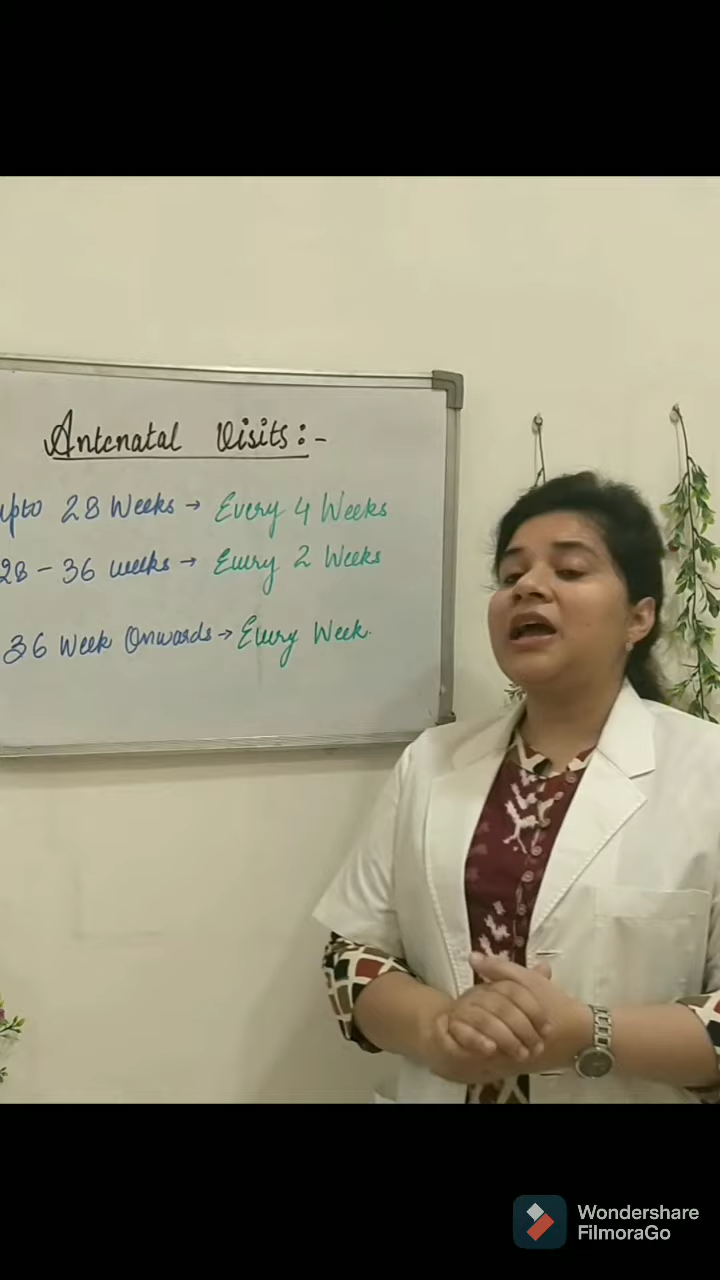 Antenatal Visits:-
upto 28 Weeks → Every 4 Weeks
28 - 36 weeks → Every 2 Weeks
36 Week Onwards → Every Week.
Wondershare
FilmoraGo